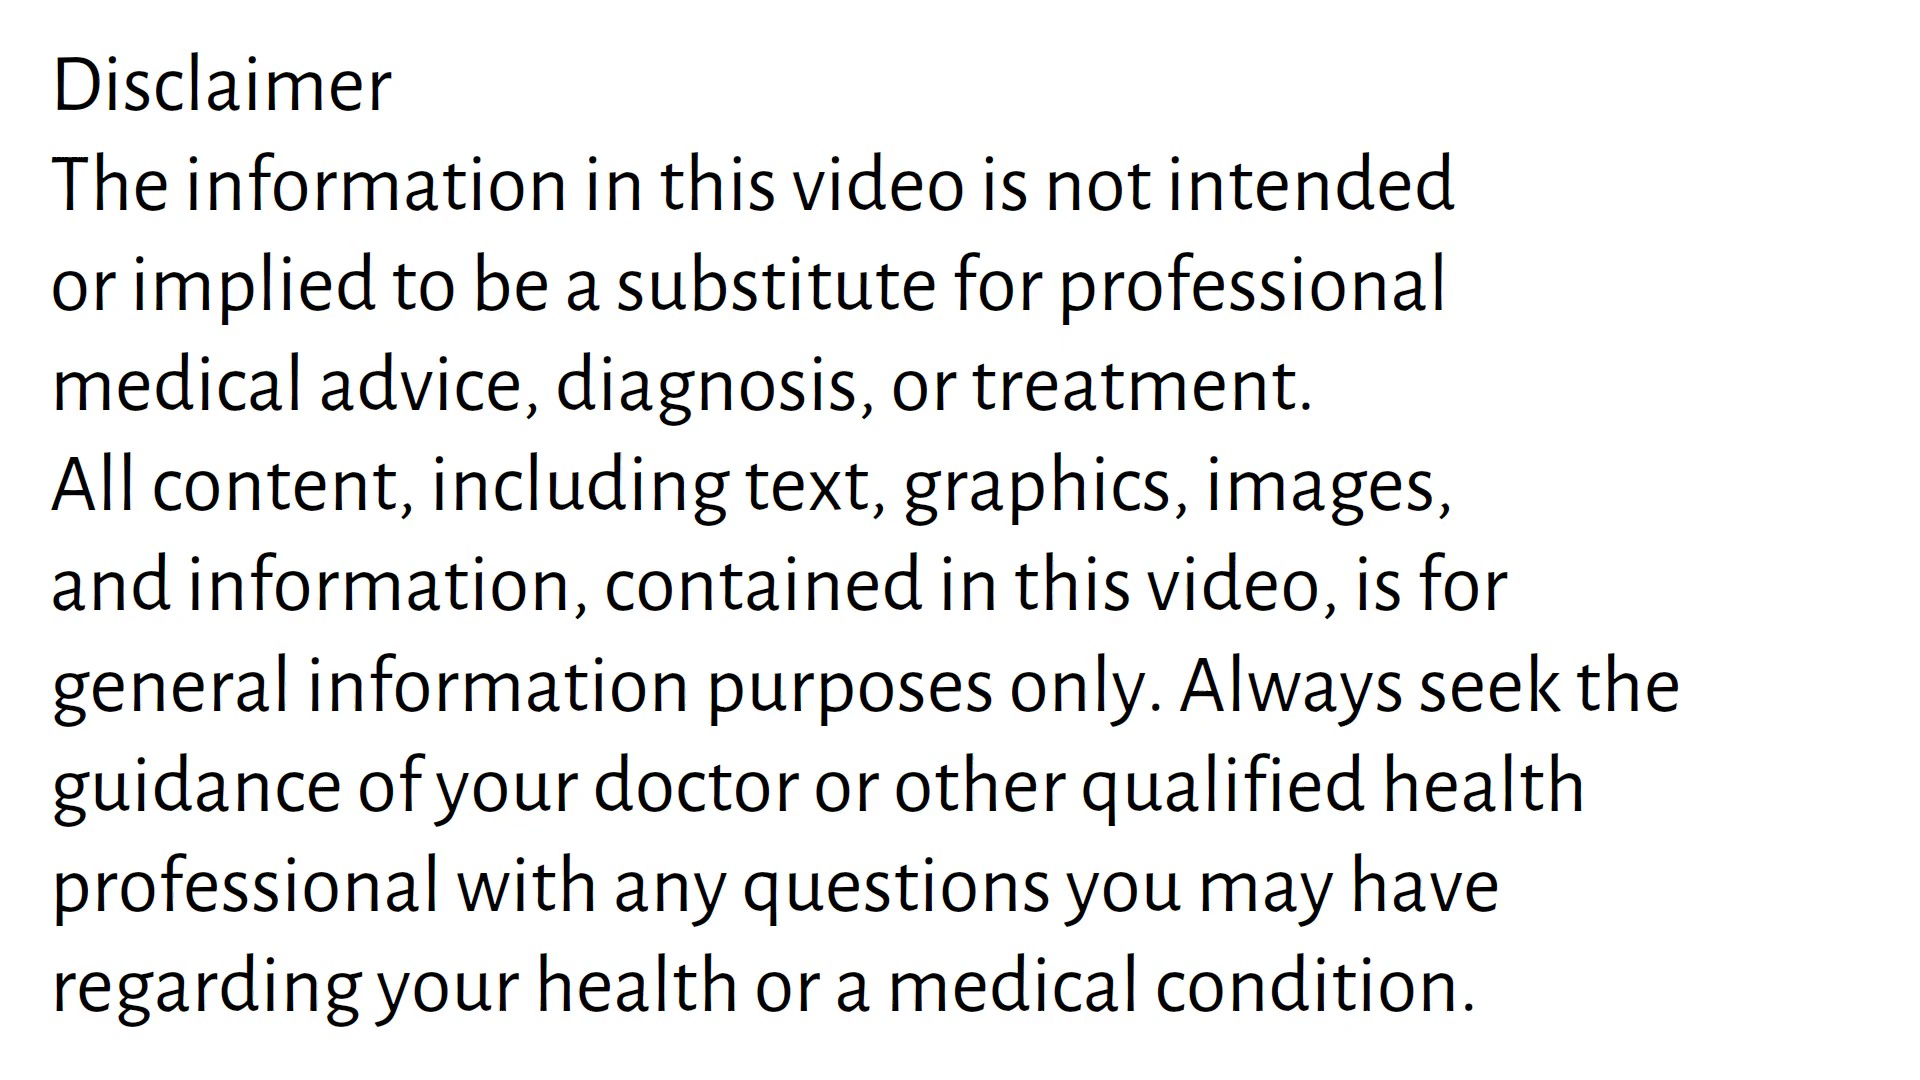 Disclaimer
The information in this video is not intended
or implied to be a substitute for professional
medical advice, diagnosis, or treatment.
All content, including text, graphics, images,
and information, contained in this video, is for
general information purposes only. Always seek the
guidance of your doctor or other qualified health
professional with any questions you may have
regarding your health or a medical condition.